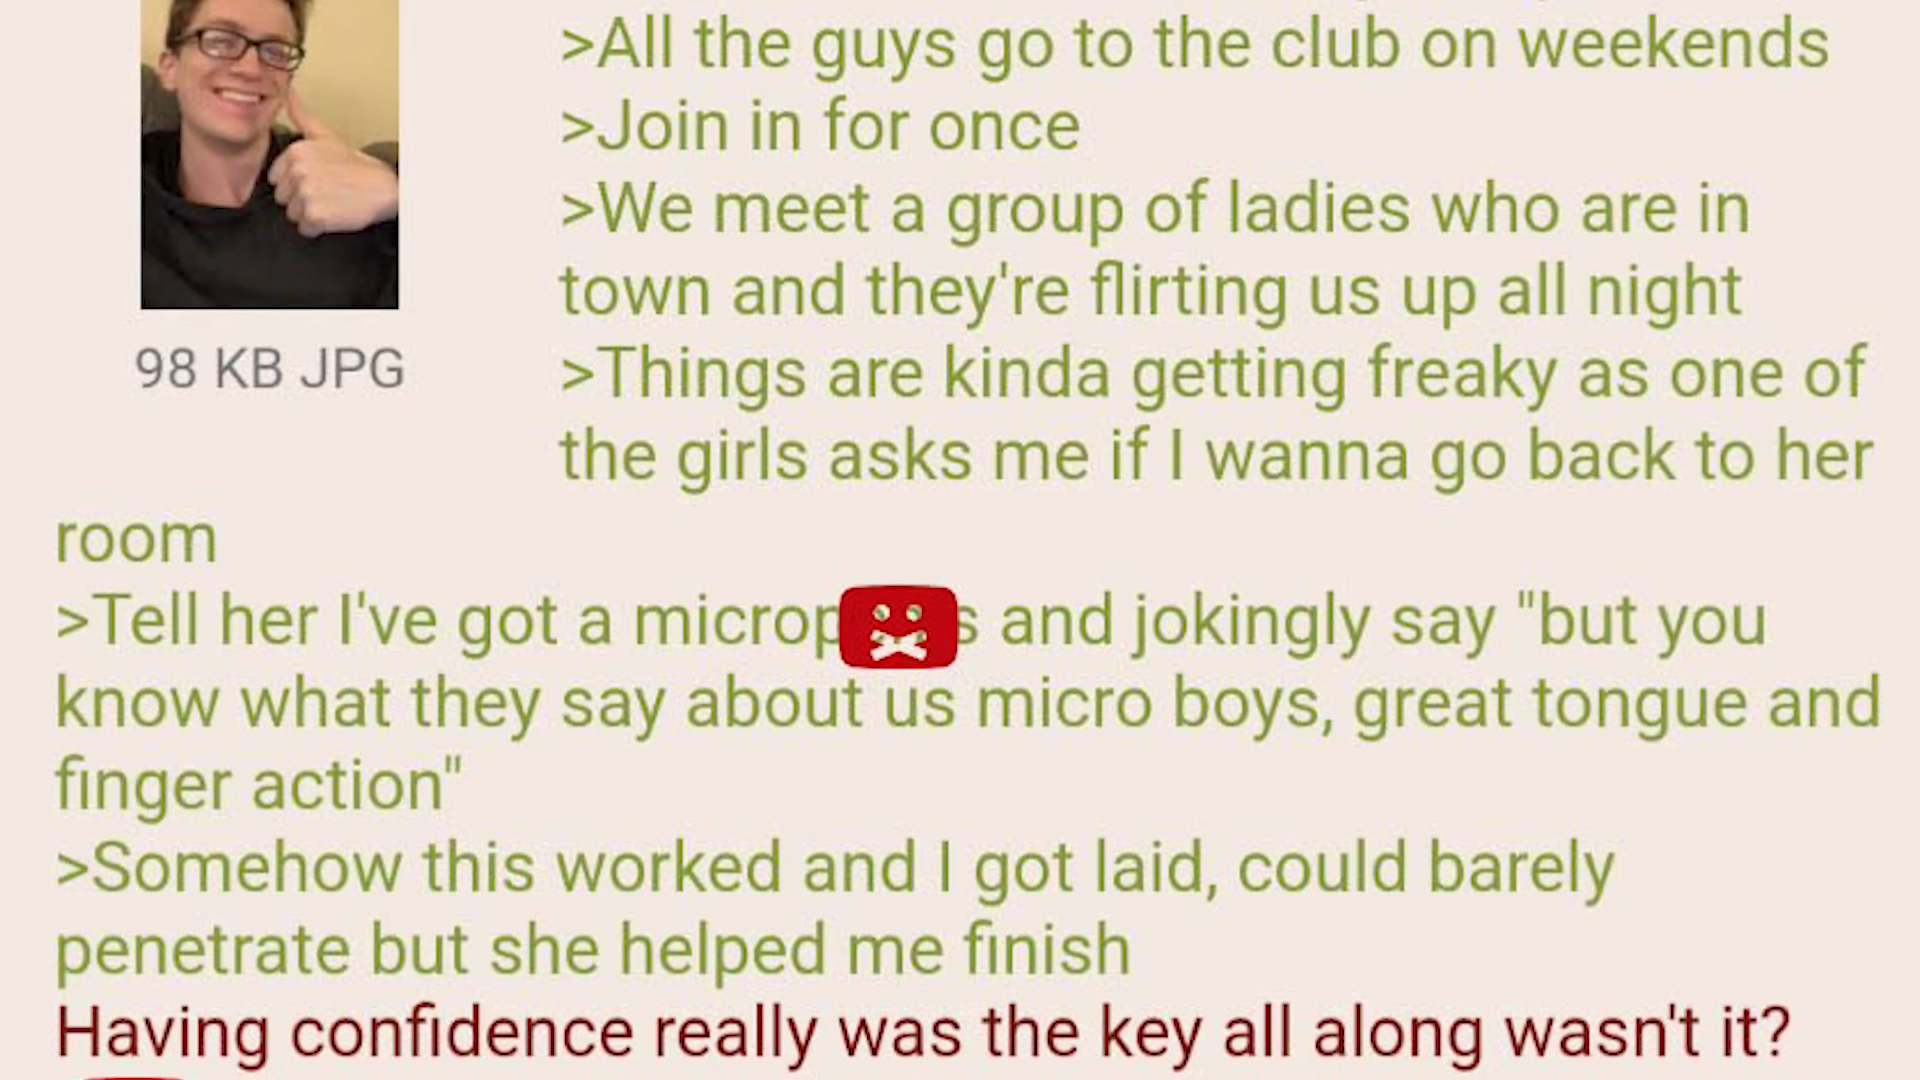 >All the guys go to the club on weekends
>Join in for once
>We meet a group of ladies who are in
town and they're flirting us up all night
>Things are kinda getting freaky as one of
the girls asks me if I wanna go back to her
98 KB JPG
room
>Tell her I've got a microp s and jokingly say "but you
know what they say about us micro boys, great tongue and
finger action"
>Somehow this worked and I got laid, could barely
penetrate but she helped me finish
Having confidence really was the key all along wasn't it?